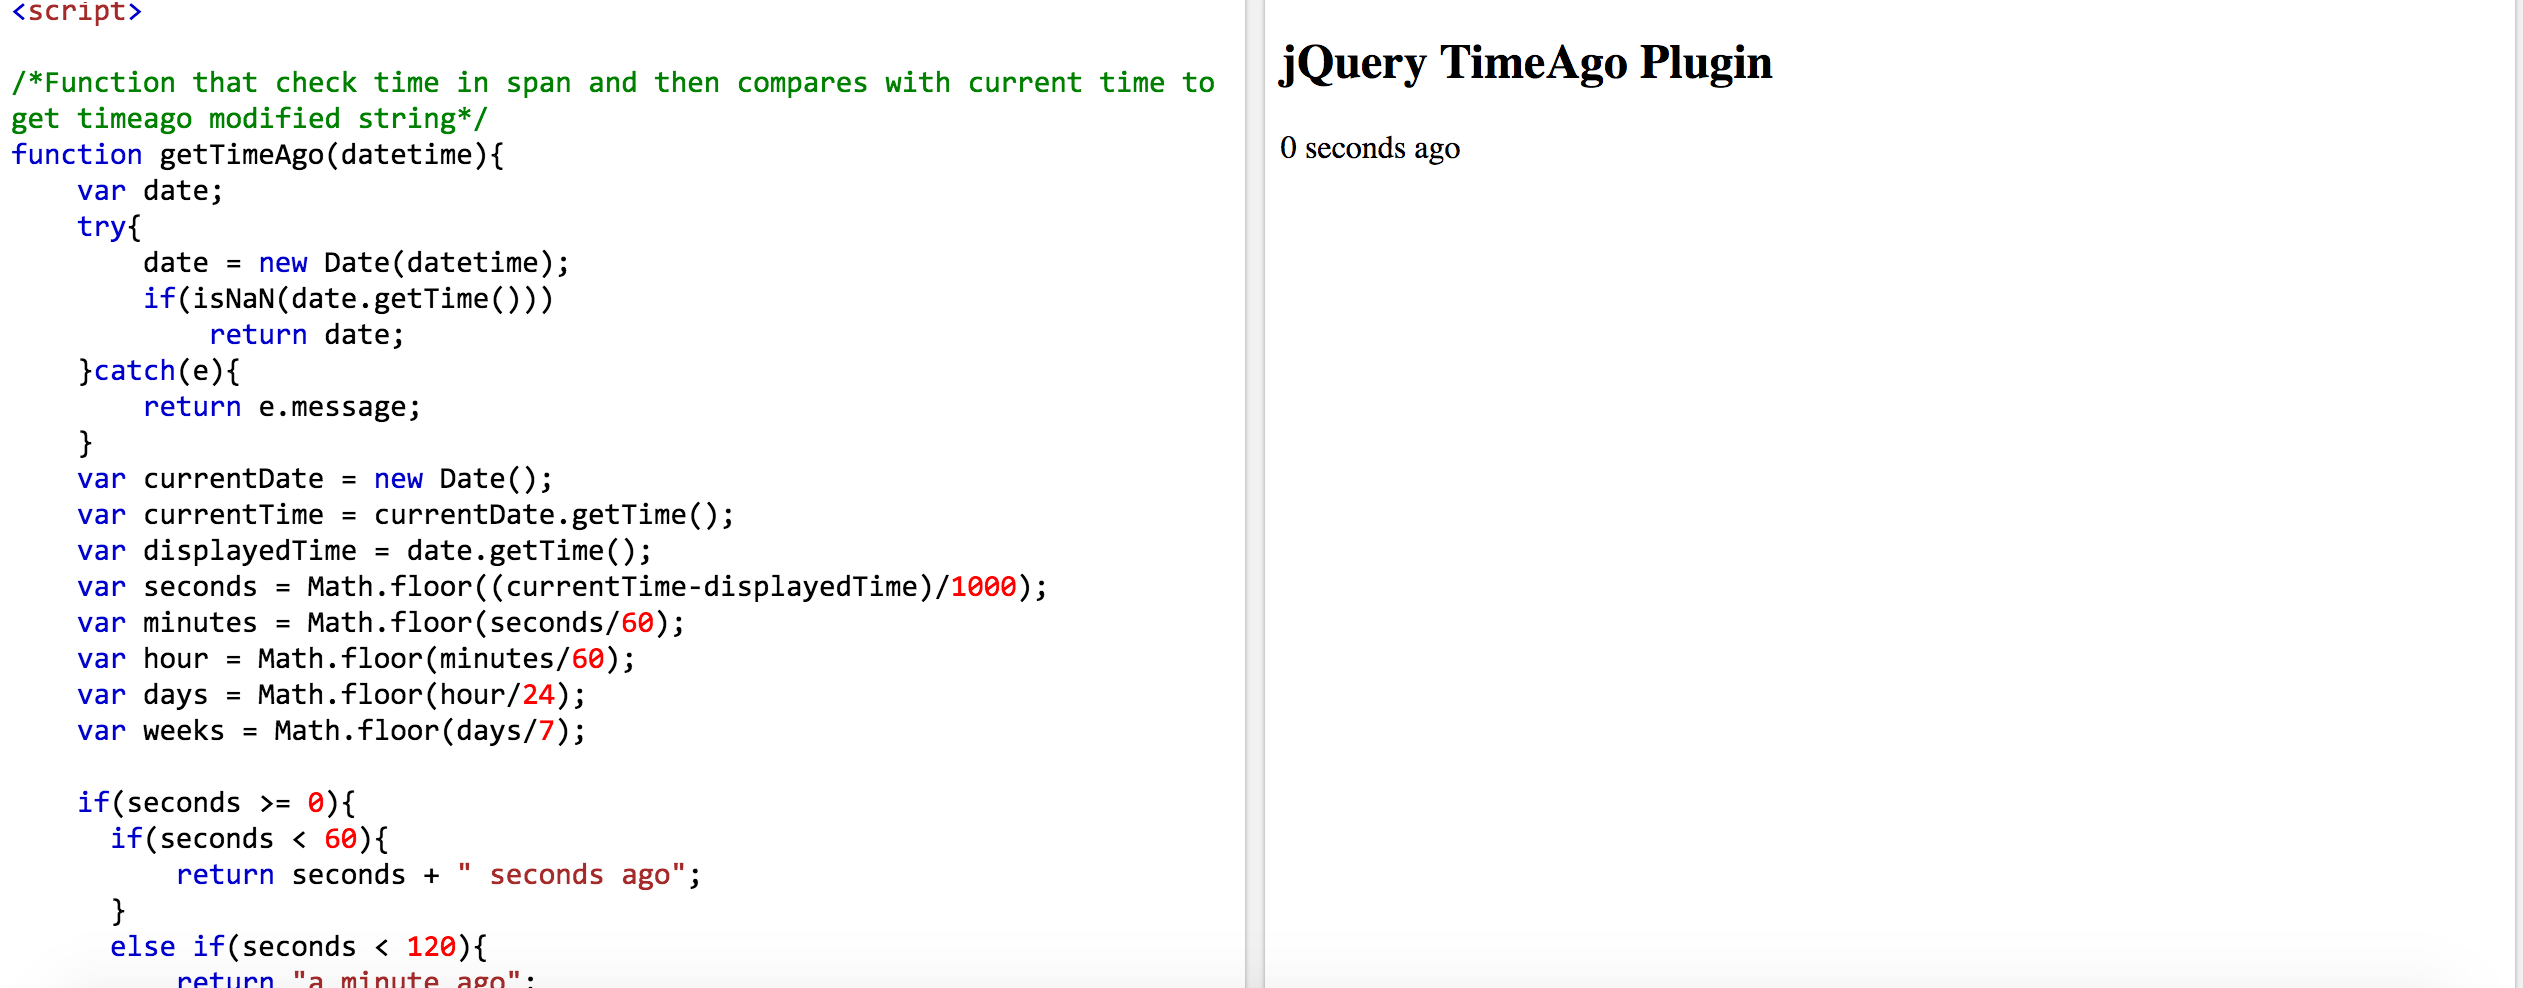 <script>
/*Function that check time in span and then compares with current time to
get timeago modified string*/
function getTimeAgo(datetime){
    var date;
    try{
        date = new Date(datetime);
        if(isNaN(date.getTime()))
            return date;
    }catch(e){
        return e.message;
    }
    var currentDate = new Date();
    var currentTime = currentDate.getTime();
    var displayedTime = date.getTime();
    var seconds = Math.floor((currentTime-displayedTime)/1000);
    var minutes = Math.floor(seconds/60);
    var hour = Math.floor(minutes/60);
    var days = Math.floor(hour/24);
    var weeks = Math.floor(days/7);
    if(seconds >= 0){
      if(seconds < 60){
          return seconds + " seconds ago";
      }
      else if(seconds < 120){
          return "a minute ago";
jQuery TimeAgo Plugin
0 seconds ago